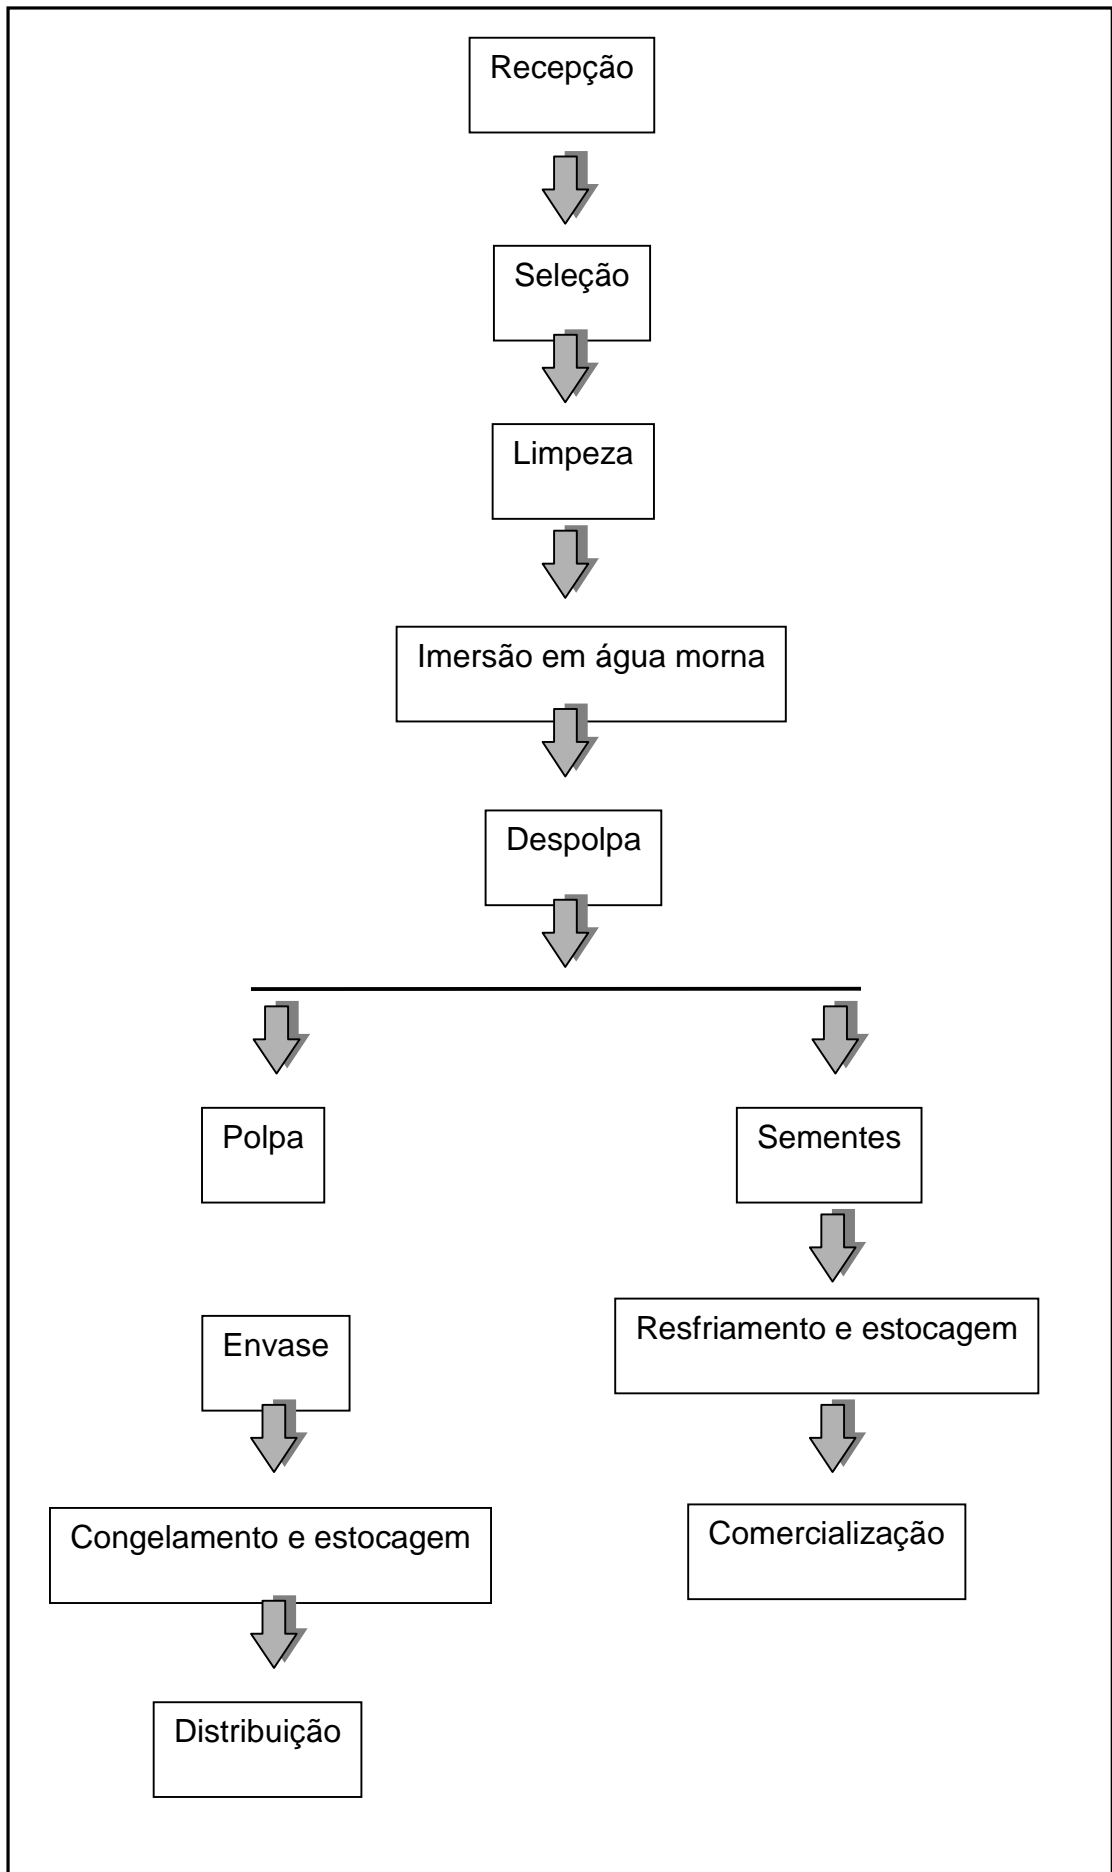 Recepção
Seleção
Limpeza
Imersão em água morna
Despolpa
Polpa
Sementes
Envase
Resfriamento e estocagem
Congelamento e estocagem
Comercialização
Distribuição